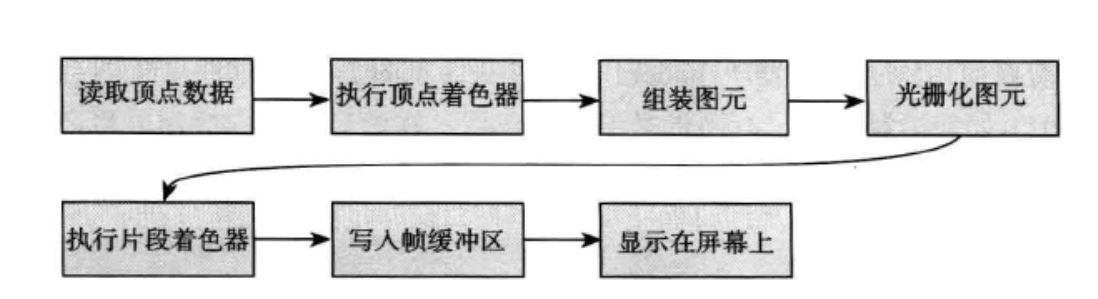 读取顶点数据
执行顶点着色器
组装图元
光栅化图元
执行片段着色器
写入帧缓冲区
显示在屏幕上